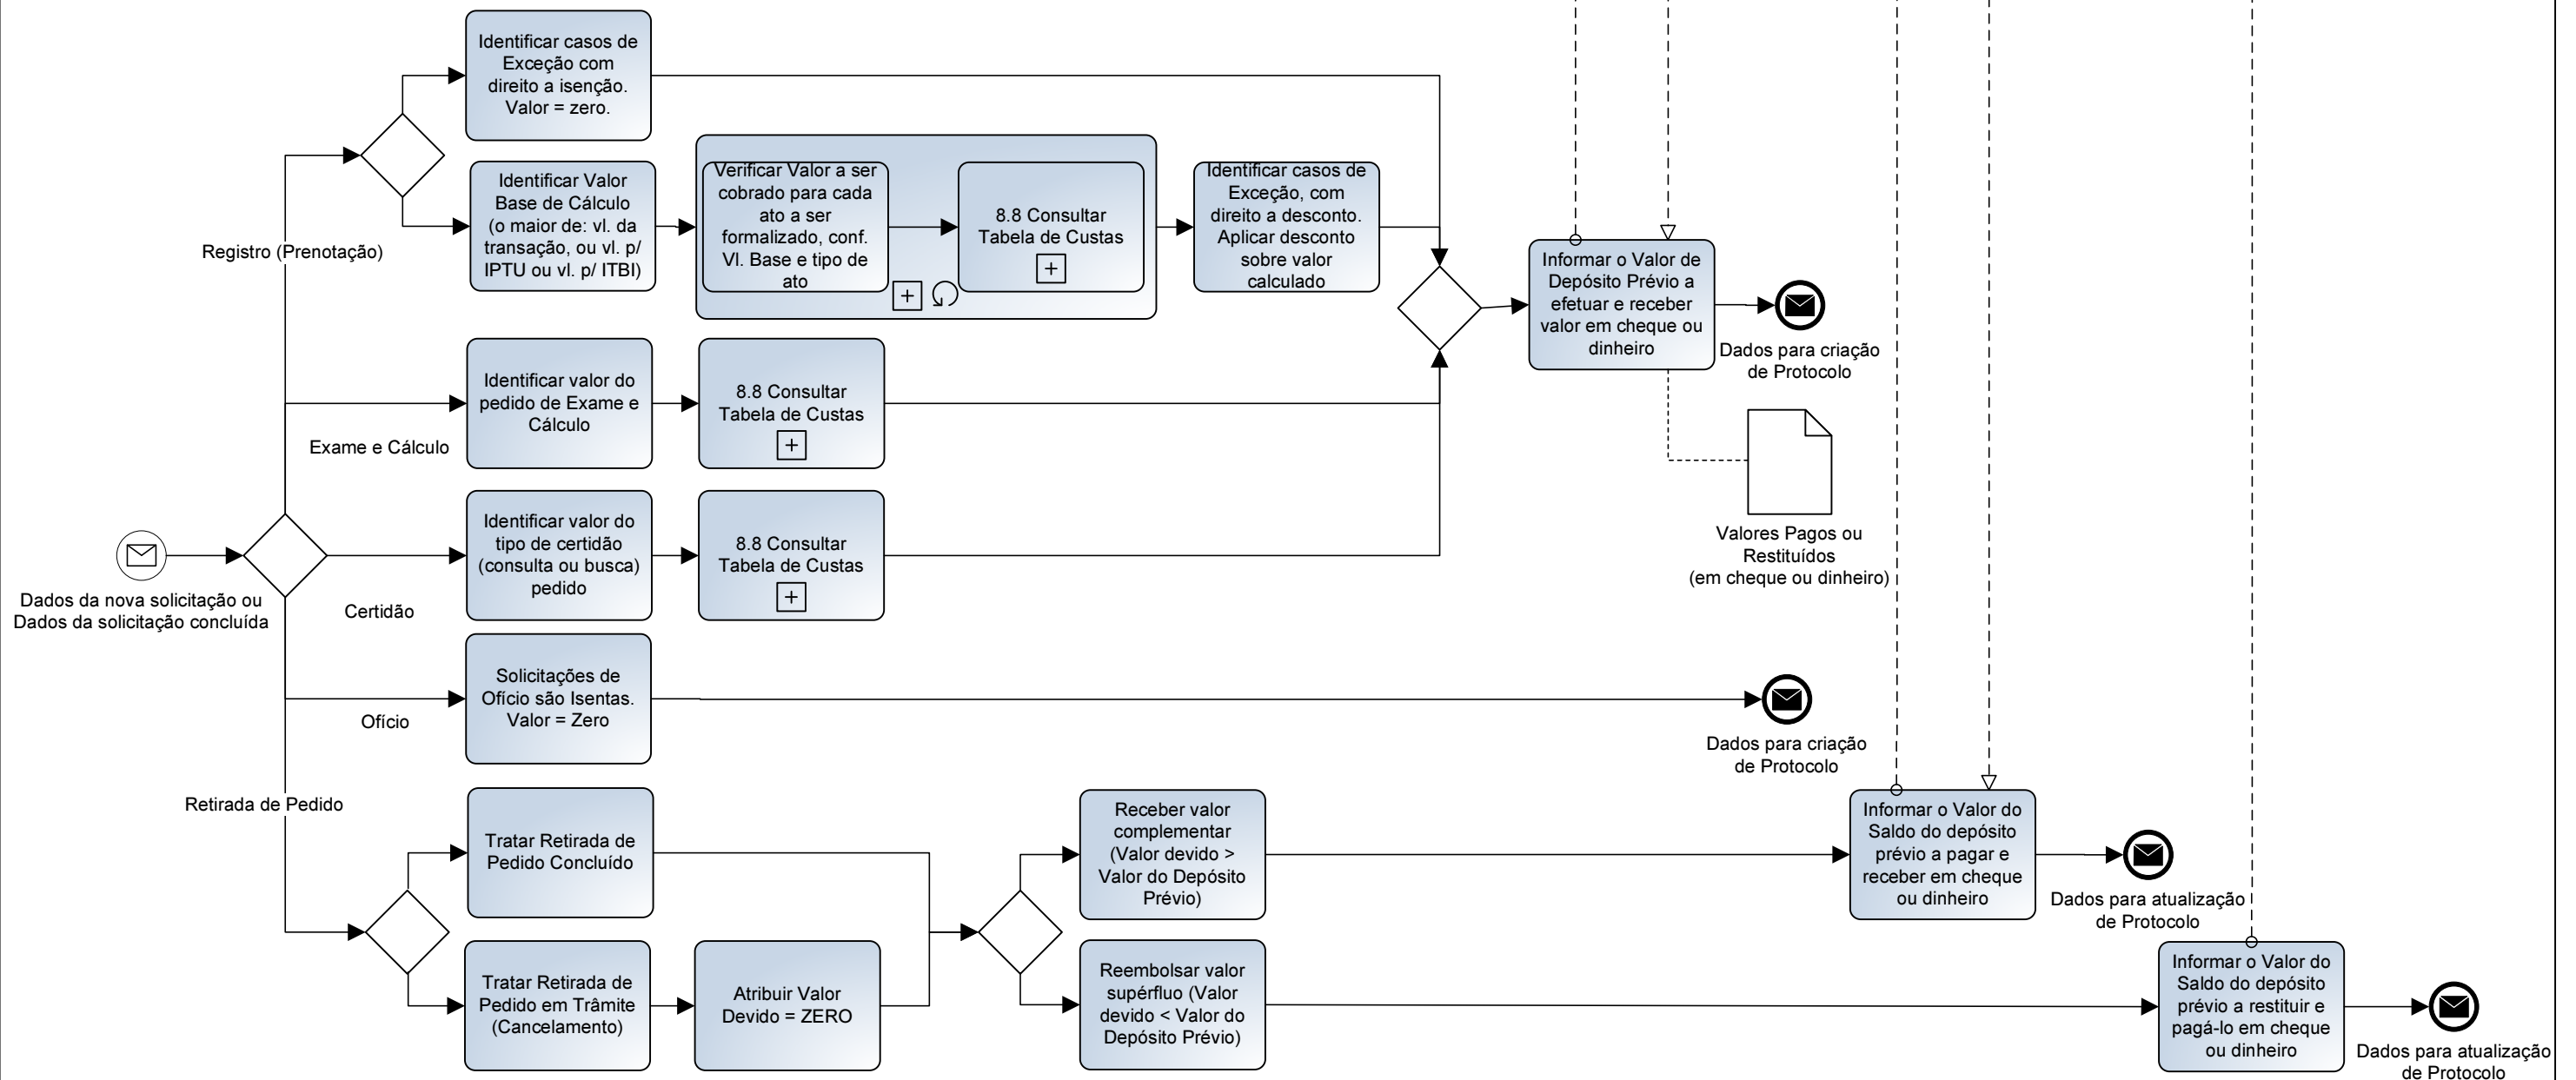 Identificar casos de
Exceção com
direito a isenção.
Valor = zero.
Identificar Valor
Base de Cálculo
(o maior de: vl. da
transação, ou vl. p/
IPTU ou vl. p/ ITBI)
Verificar Valor a ser
cobrado para cada
ato a ser
formalizado, conf.
Vl. Base e tipo de
ato
8.8 Consultar
Tabela de Custas
Identificar casos de
Exceção, com
direito a desconto.
Aplicar desconto
sobre valor
calculado
Registro (Prenotação)
Informar o Valor de
Depósito Prévio a
efetuar e receber
valor em cheque ou
dinheiro
Dados para criação
de Protocolo
Identificar valor do
pedido de Exame e
Cálculo
8.8 Consultar
Tabela de Custas
Exame e Cálculo
Valores Pagos ou
Restituídos
(em cheque ou dinheiro)
Dados da nova solicitação ou
Dados da solicitação concluída
Identificar valor do
tipo de certidão
(consulta ou busca)
pedido
8.8 Consultar
Tabela de Custas
Certidão
Solicitações de
Ofício são Isentas.
Valor = Zero
Ofício
Dados para criação
de Protocolo
Retirada de Pedido
Tratar Retirada de
Pedido Concluído
Receber valor
complementar
(Valor devido >
Valor do Depósito
Prévio)
Informar o Valor do
Saldo do depósito
prévio a pagar e
receber em cheque
ou dinheiro
Dados para atualização
de Protocolo
Tratar Retirada de
Pedido em Trâmite
(Cancelamento)
Atribuir Valor
Devido = ZERO
Reembolsar valor
supérfluo (Valor
devido < Valor do
Depósito Prévio)
Informar o Valor do
Saldo do depósito
prévio a restituir e
pagá-lo em cheque
ou dinheiro
Dados para atualização
de Protocolo